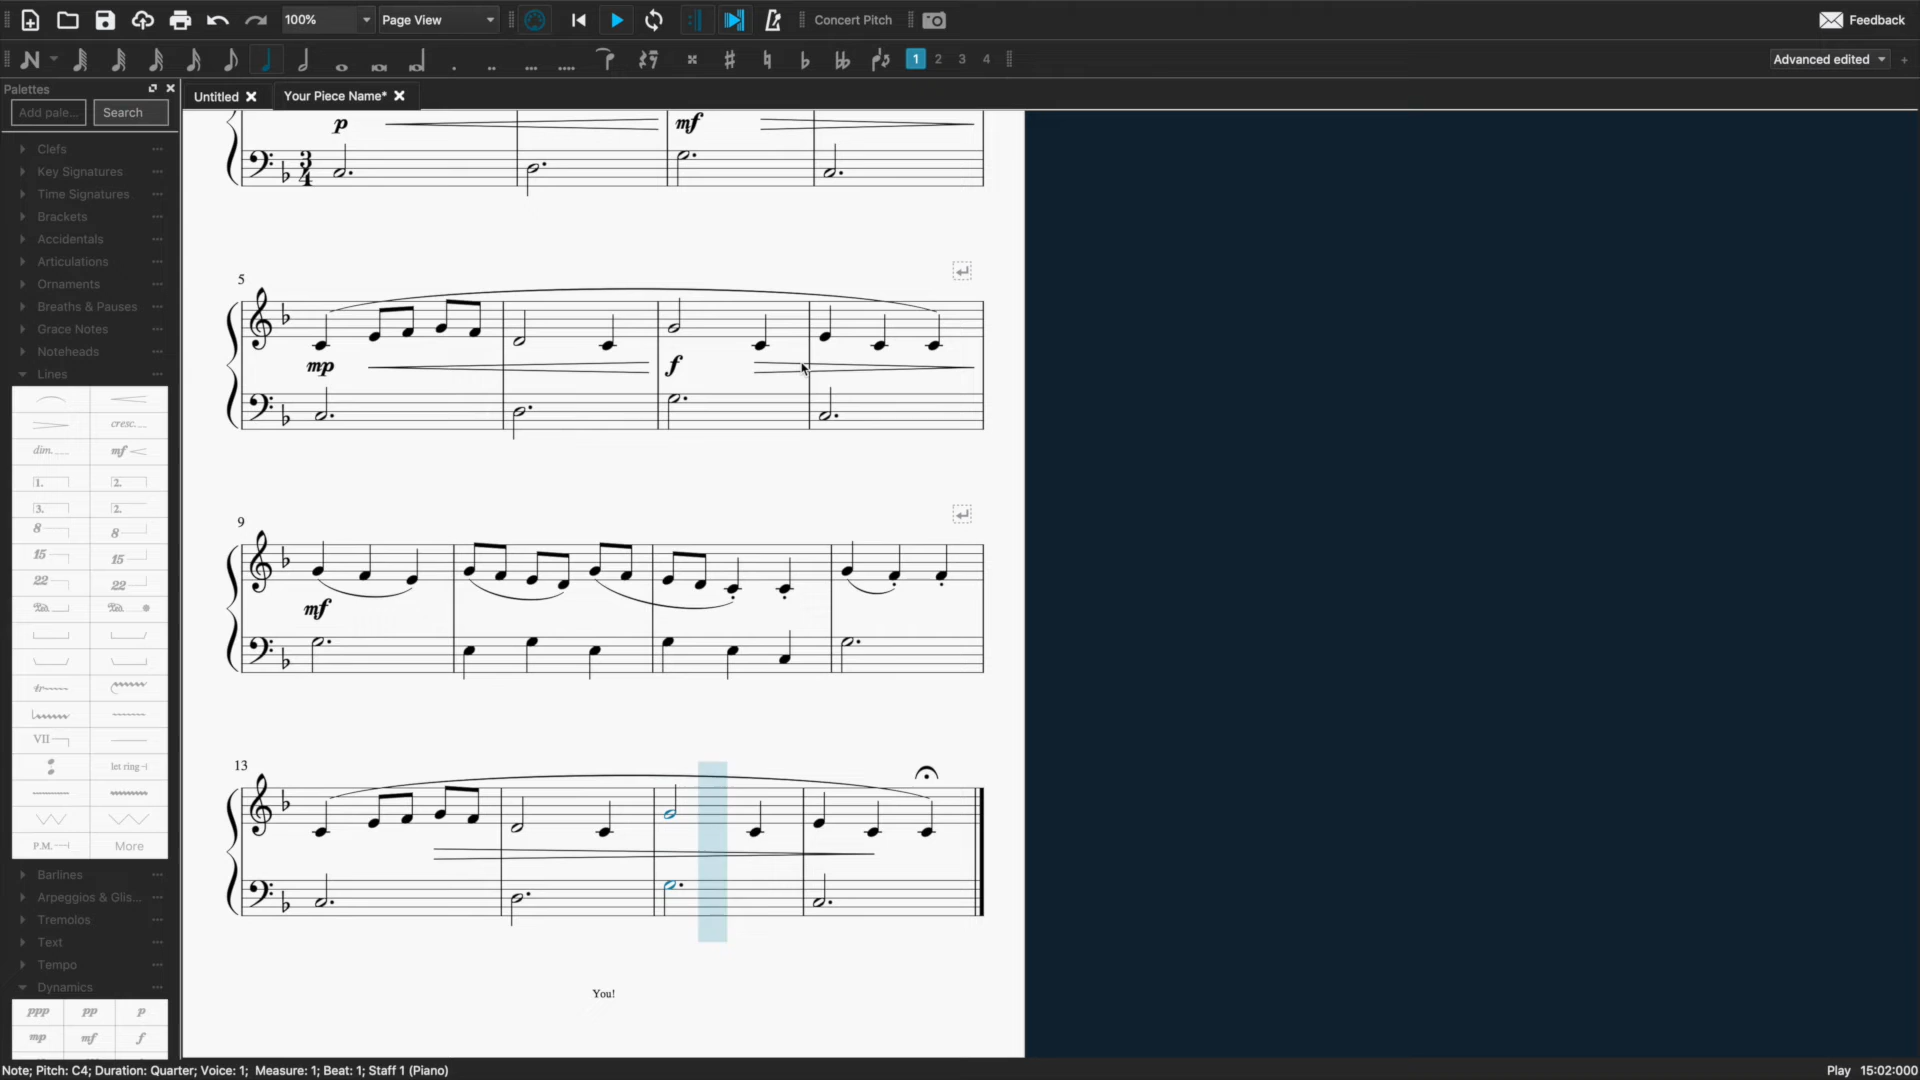 100%
Page View
Concert Pitch
Feedback
1 2 3 4
Advanced edited
Palettes
Untitled
Your Piece Name*
Add pale...
Search
Clefs
Key Signatures
Time Signatures
Brackets
Accidentals
Articulations
Ornaments
Breaths & Pauses
Grace Notes
Noteheads
Lines
cresc.
dim.
mf
1.
2.
3.
2.
8
8
15
15
22
22
tr
VII
let ring
P.M.
More
Barlines
Arpeggios & Glis...
Tremolos
Text
Tempo
Dynamics
ppp pp p
mp mf f
p mf
3
4
5
mp f
9
mf
13
You!
Note; Pitch: C4; Duration: Quarter; Voice: 1; Measure: 1; Beat: 1; Staff 1 (Piano)
Play 15:02:000